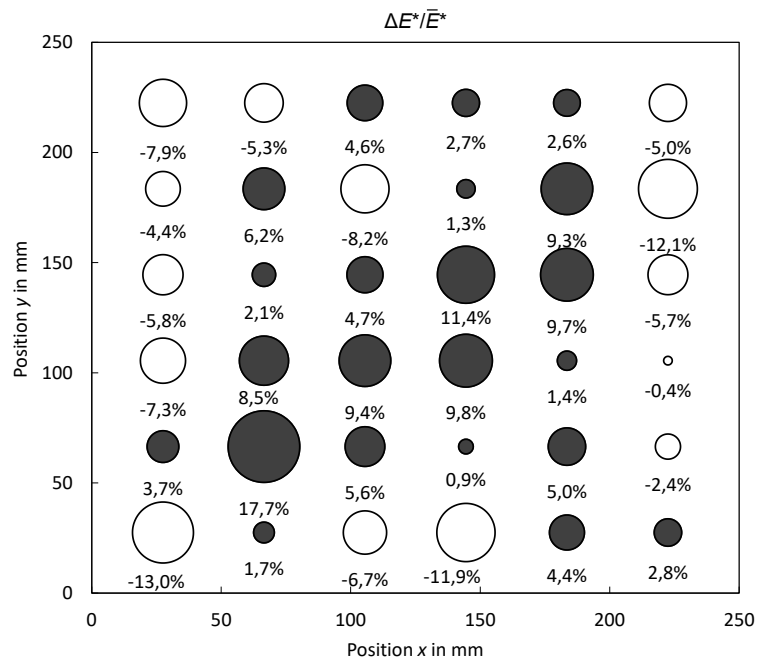 ΔE*/E̅*
250
-7,9% -5,3% 4,6% 2,7% 2,6% -5,0%
200
-4,4% 6,2% -8,2% 1,3% 9,3% -12,1%
150
-5,8% 2,1% 4,7% 11,4% 9,7% -5,7%
100
-7,3% 8,5% 9,4% 9,8% 1,4% -0,4%
50
3,7% 17,7% 5,6% 0,9% 5,0% -2,4%
-13,0% 1,7% -6,7% -11,9% 4,4% 2,8%
0
0 50 100 150 200 250
Position x in mm
Position y in mm